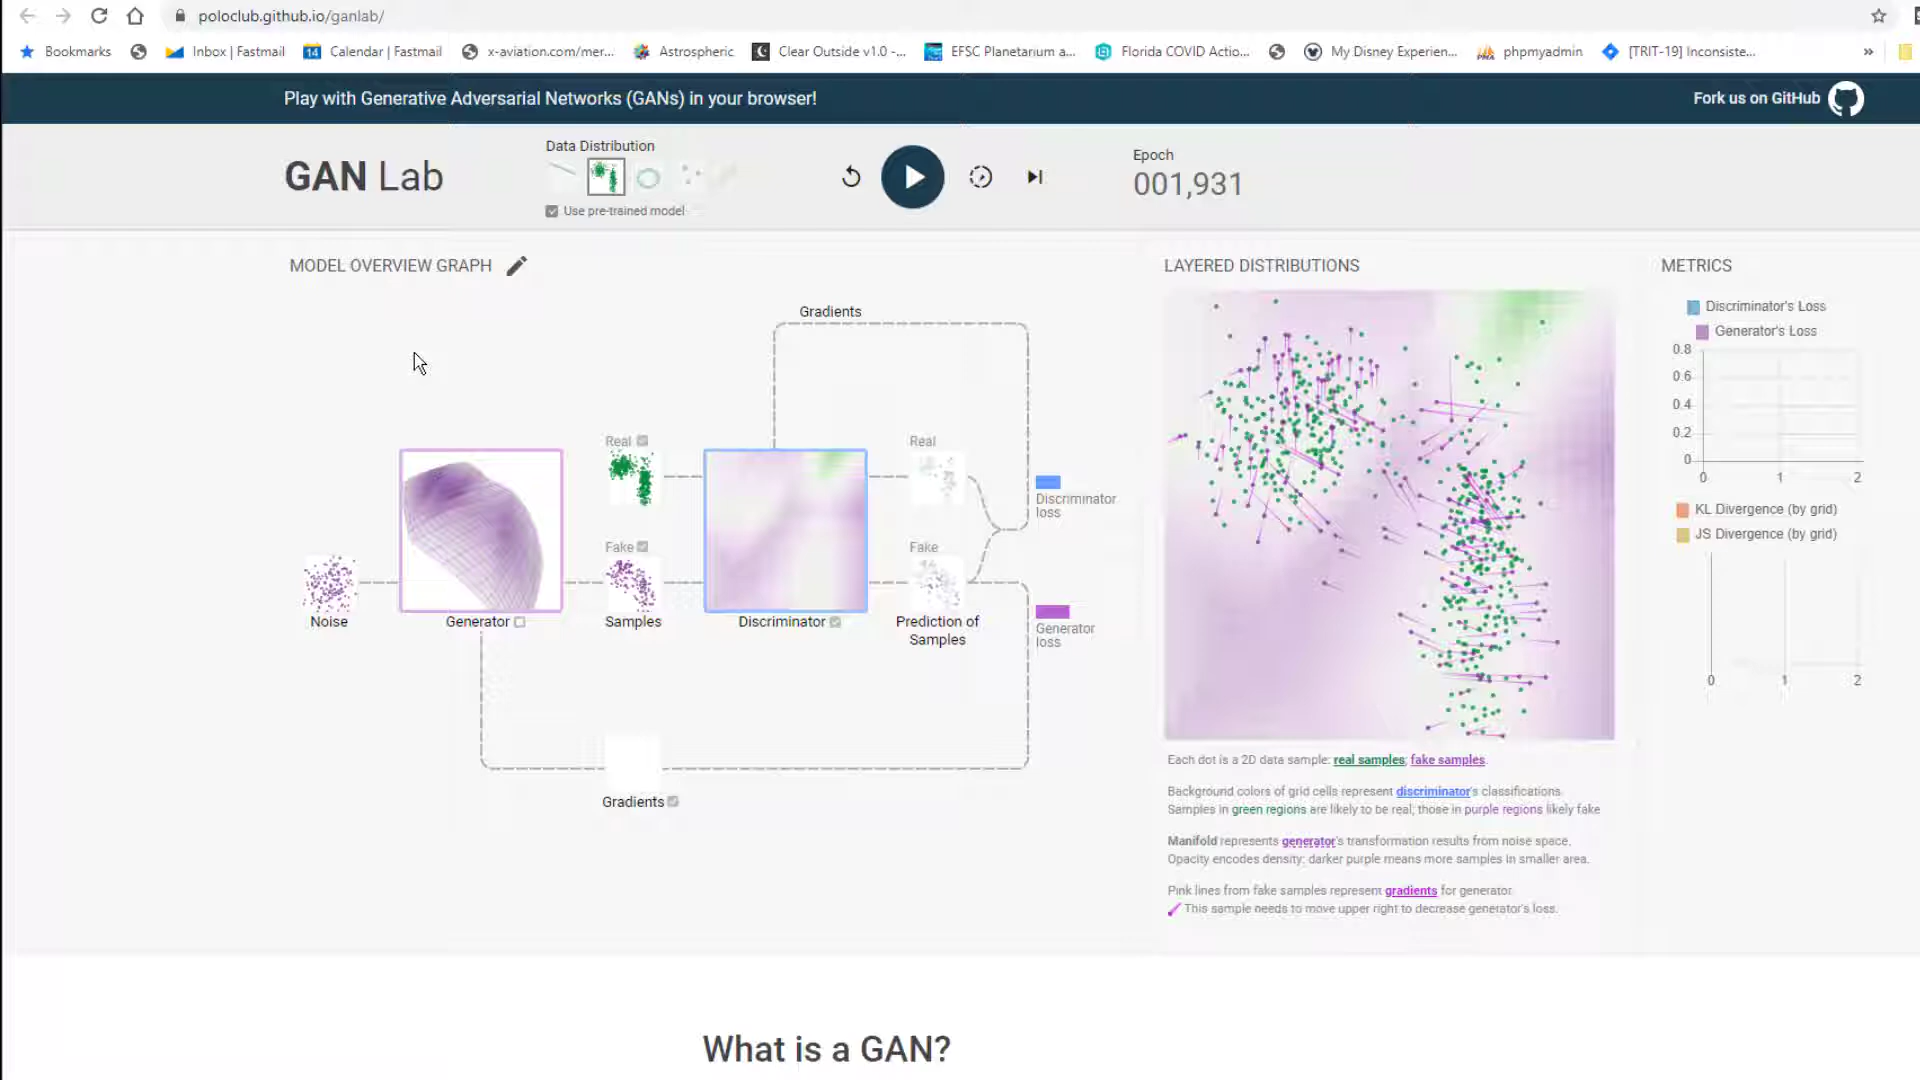 poloclub.github.io/ganlab/
Bookmarks
Inbox | Fastmail
14 Calendar | Fastmail
x-aviation.com/mer...
Astrospheric
Clear Outside v1.0 -...
EFSC Planetarium a...
Florida COVID Actio...
My Disney Experien...
phpmyadmin
[TRIT-19] Inconsiste...
»
Play with Generative Adversarial Networks (GANs) in your browser!
Fork us on GitHub
GAN Lab
Data Distribution
Use pre-trained model
Epoch
001,931
MODEL OVERVIEW GRAPH
Gradients
Real
Fake
Noise
Generator
Samples
Discriminator
Real
Fake
Prediction of
Samples
Discriminator
loss
Generator
loss
Gradients
LAYERED DISTRIBUTIONS
Each dot is a 2D data sample: real samples; fake samples.
Background colors of grid cells represent discriminator's classifications.
Samples in green regions are likely to be real; those in purple regions likely fake
Manifold represents generator's transformation results from noise space.
Opacity encodes density: darker purple means more samples in smaller area.
Pink lines from fake samples represent gradients for generator.
This sample needs to move upper right to decrease generator's loss.
METRICS
Discriminator's Loss
Generator's Loss
0.8
0.6
0.4
0.2
0
0 1 2
KL Divergence (by grid)
JS Divergence (by grid)
0 1 2
What is a GAN?